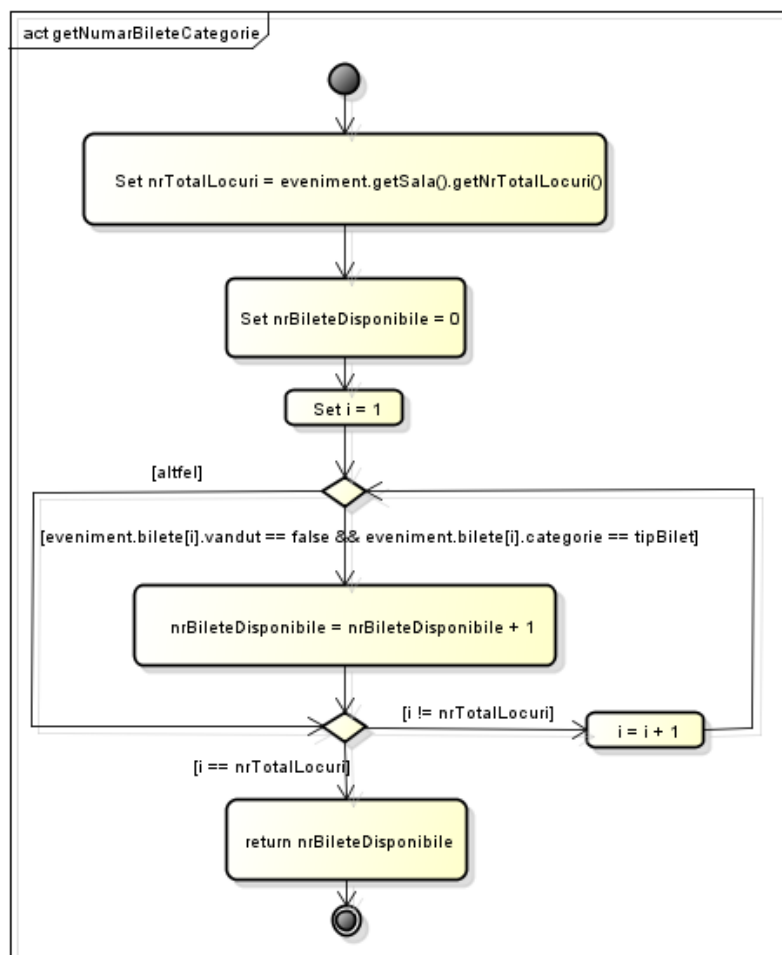 act getNumarBileteCategorie
Set nrTotalLocuri = eveniment.getSala().getNrTotalLocuri()
Set nrBileteDisponibile = 0
Set i = 1
[altfel]
[eveniment.bilete[i].vandut == false && eveniment.bilete[i].categorie == tipBilet]
nrBileteDisponibile = nrBileteDisponibile + 1
[i != nrTotalLocuri]
i = i + 1
[i == nrTotalLocuri]
return nrBileteDisponibile